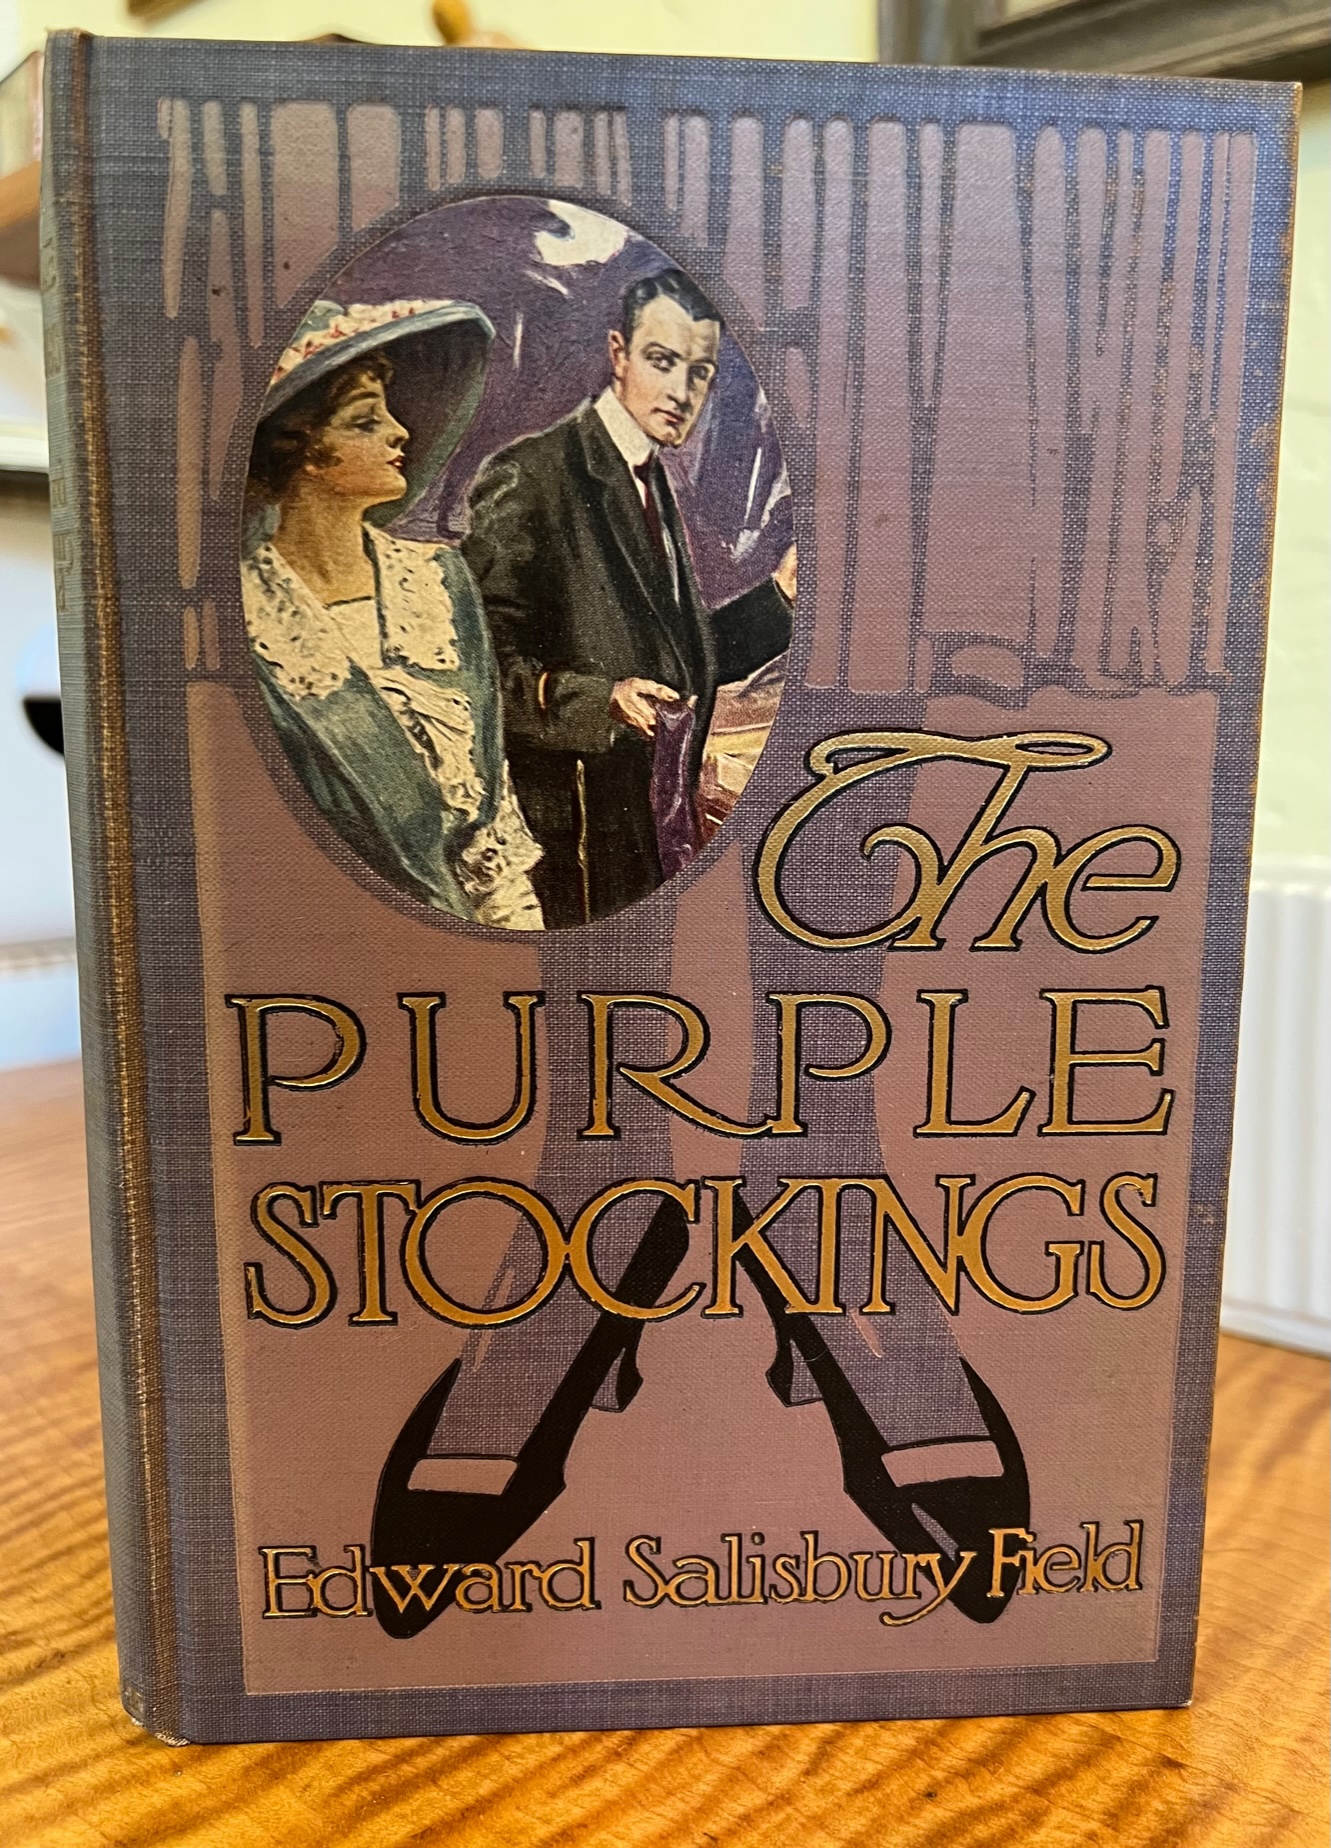 The
PURPLE
STOCKINGS
Edward Salisbury Field